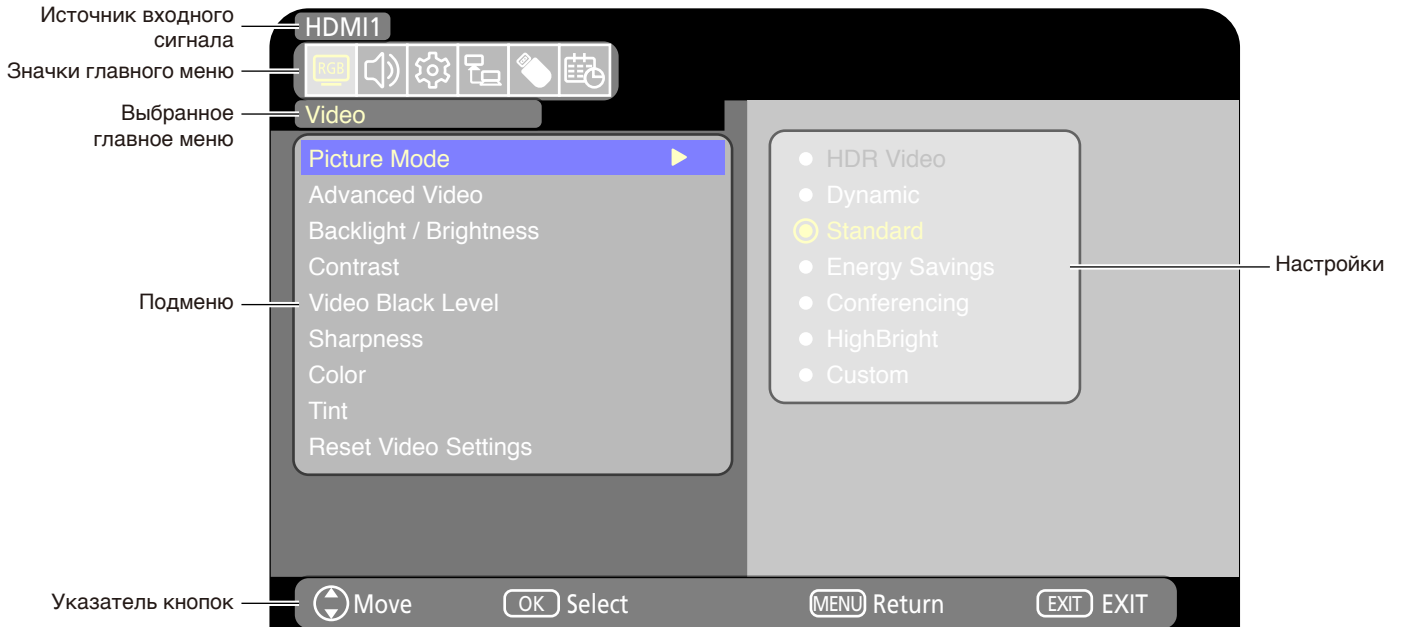 Источник входного
сигнала
HDMI1
Значки главного меню
RGB
Выбранное
главное меню
Video
Подменю
Picture Mode
Advanced Video
Backlight / Brightness
Contrast
Video Black Level
Sharpness
Color
Tint
Reset Video Settings
HDR Video
Dynamic
Standard
Energy Savings
Conferencing
HighBright
Custom
Настройки
Указатель кнопок
Move OK Select MENU Return EXIT EXIT